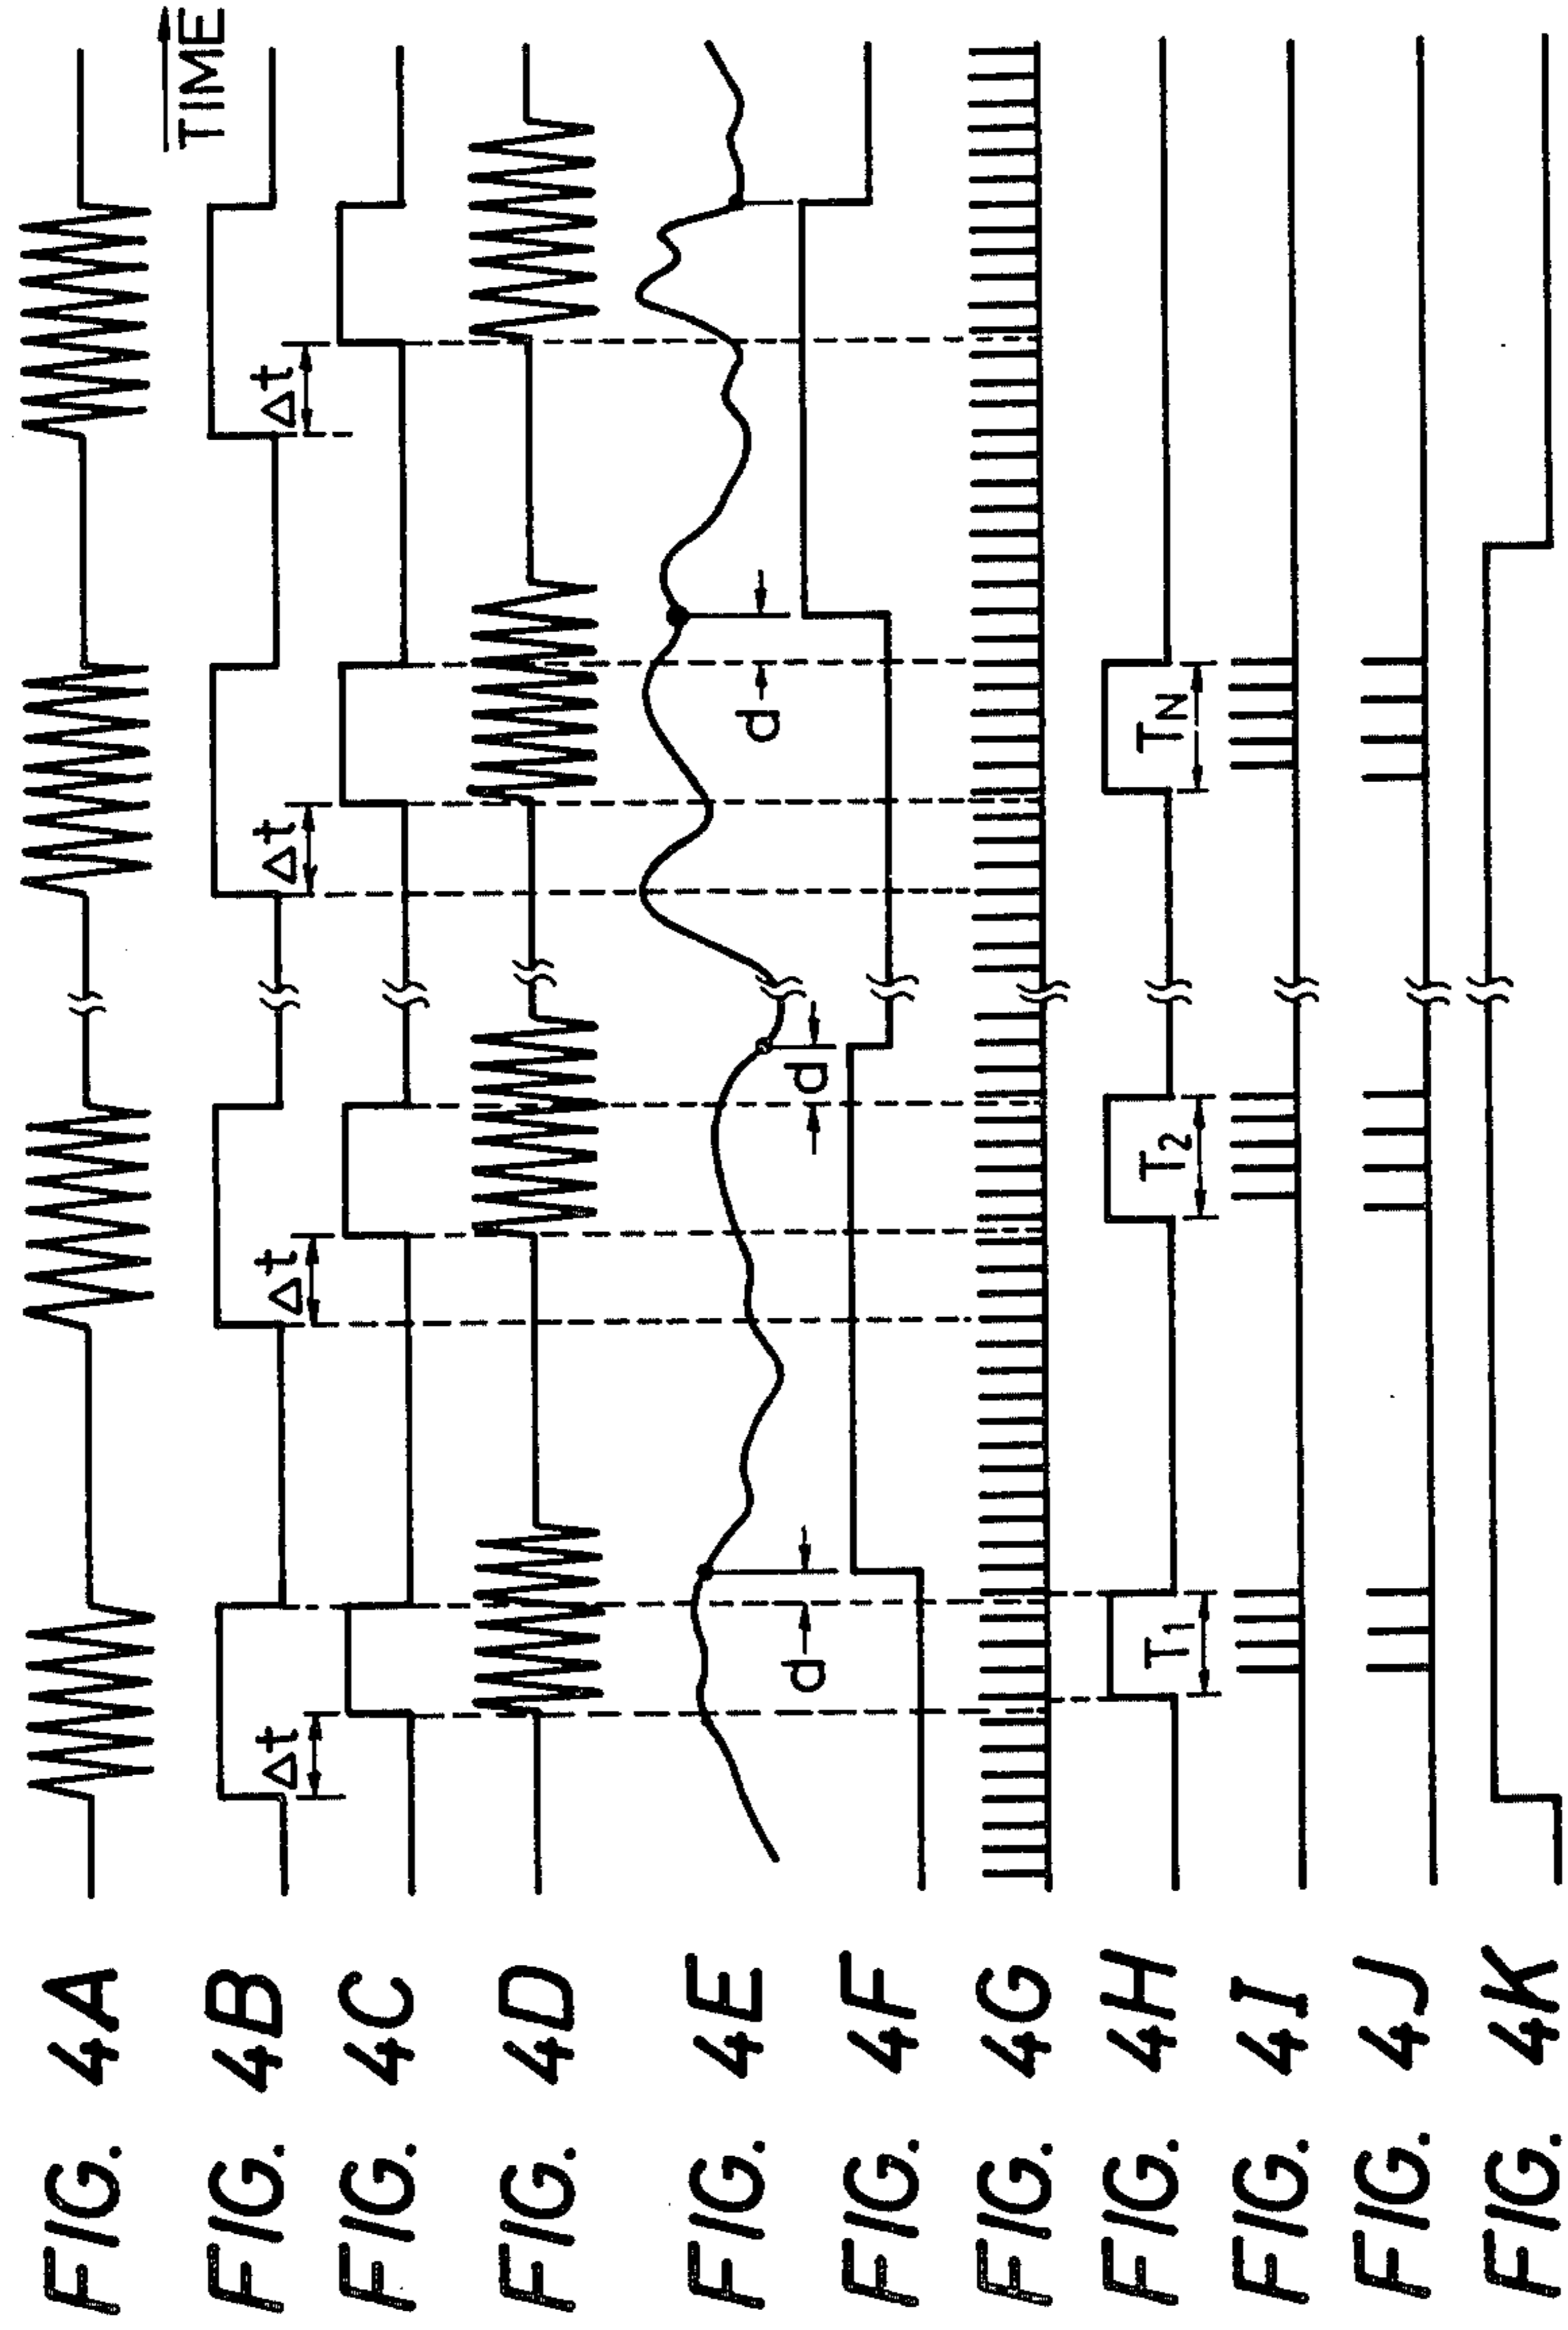 FIG. 4A
TIME
FIG. 4B
Δt Δt Δt Δt
FIG. 4C
FIG. 4D
FIG. 4E
d d d
FIG. 4F
FIG. 4G
FIG. 4H
T1 T2 TN
FIG. 4I
FIG. 4J
FIG. 4K